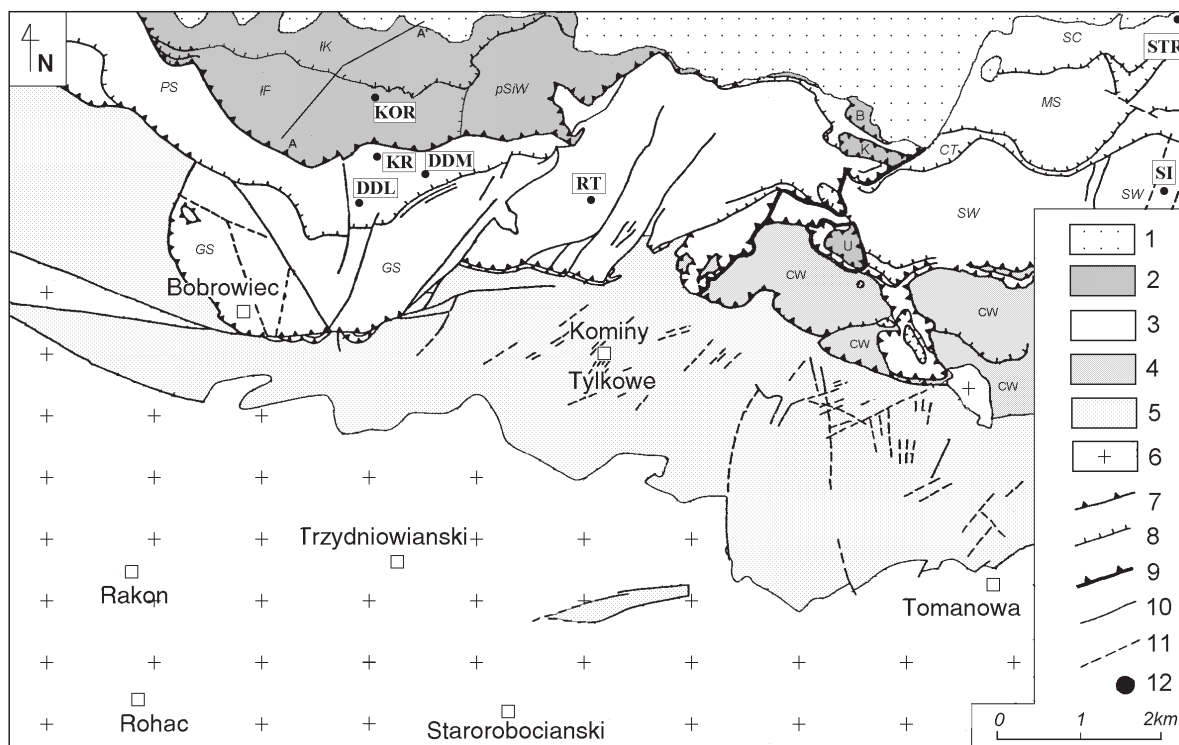 N
łK
A'
SC
STR
PS
łF
pSiW
MS
KOR
B
A
K
CT
KR
DDM
SI
DDL
RT
SW
SW
GS
GS
U
CW
CW
CW
CW
Bobrowiec
Kominy
Tylkowe
Trzydniowianski
Rakon
Tomanowa
Rohac
Starorobocianski
1
2
3
4
5
6
7
8
9
10
11
12
0 1 2km